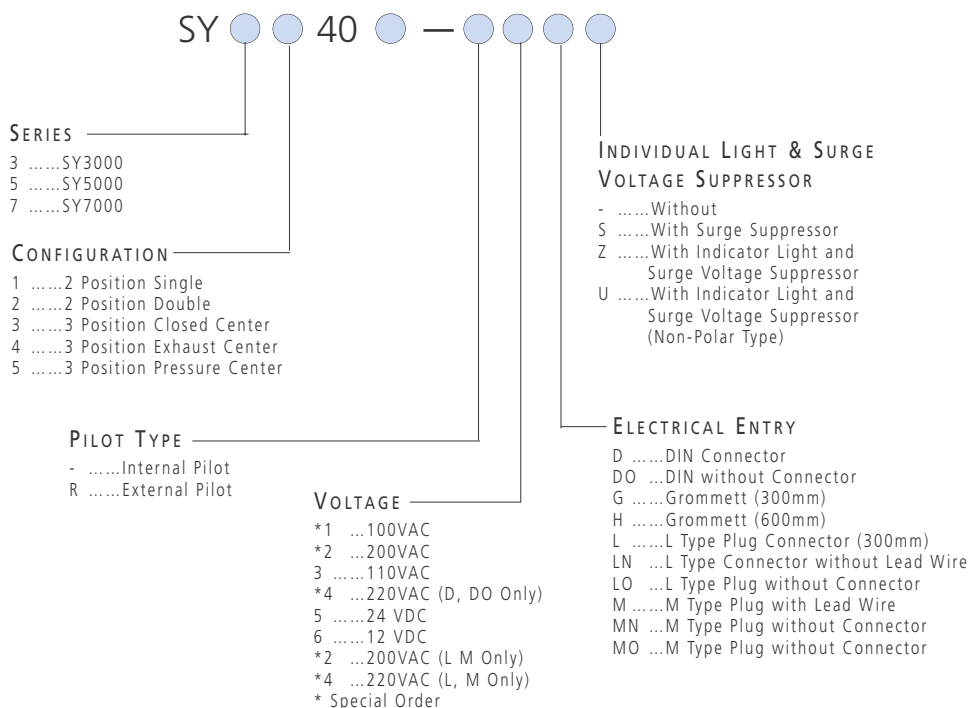 SY 40 —
SERIES
3 ......SY3000
5 ......SY5000
7 ......SY7000
CONFIGURATION
1 ......2 Position Single
2 ......2 Position Double
3 ......3 Position Closed Center
4 ......3 Position Exhaust Center
5 ......3 Position Pressure Center
PILOT TYPE
- ......Internal Pilot
R ......External Pilot
VOLTAGE
*1 ...100VAC
*2 ...200VAC
3 ......110VAC
*4 ...220VAC (D, DO Only)
5 ......24 VDC
6 ......12 VDC
*2 ...200VAC (L M Only)
*4 ...220VAC (L, M Only)
* Special Order
INDIVIDUAL LIGHT & SURGE
VOLTAGE SUPPRESSOR
- ......Without
S ......With Surge Suppressor
Z ......With Indicator Light and
Surge Voltage Suppressor
U ......With Indicator Light and
Surge Voltage Suppressor
(Non-Polar Type)
ELECTRICAL ENTRY
D ......DIN Connector
DO ...DIN without Connector
G ......Grommett (300mm)
H ......Grommett (600mm)
L ......L Type Plug Connector (300mm)
LN ...L Type Connector without Lead Wire
LO ...L Type Plug without Connector
M ......M Type Plug with Lead Wire
MN ...M Type Plug without Connector
MO ...M Type Plug without Connector